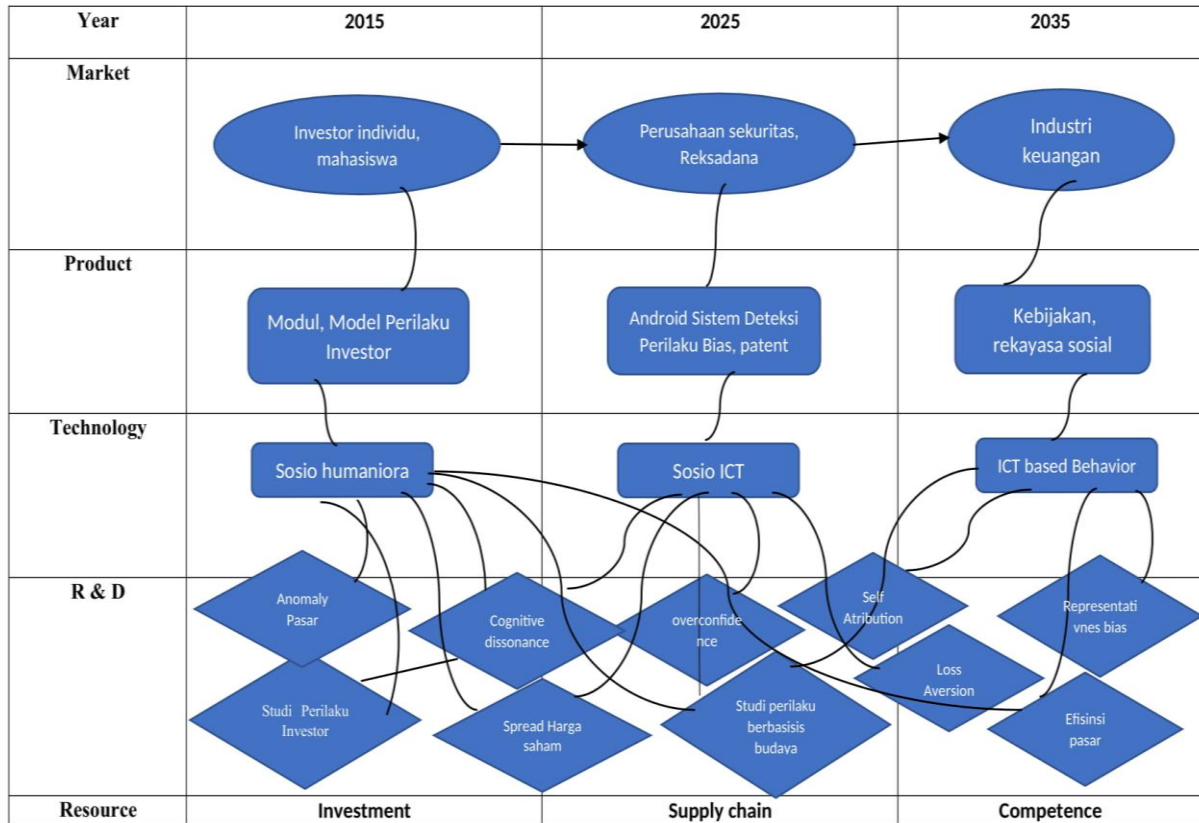 Year 2015 2025 2035
Market
Investor individu,
mahasiswa
Perusahaan sekuritas,
Reksadana
Industri
keuangan
Product
Modul, Model Perilaku
Investor
Android Sistem Deteksi
Perilaku Bias, patent
Kebijakan,
rekayasa sosial
Technology
Sosio humaniora
Sosio ICT
ICT based Behavior
R & D
Anomaly
Pasar
Cognitive
dissonance
overconfide
nce
Self
Atribution
Representati
vnes bias
Studi Perilaku
Investor
Spread Harga
saham
Studi perilaku
berbasisis
budaya
Loss
Aversion
Efisinsi
pasar
Resource Investment Supply chain Competence